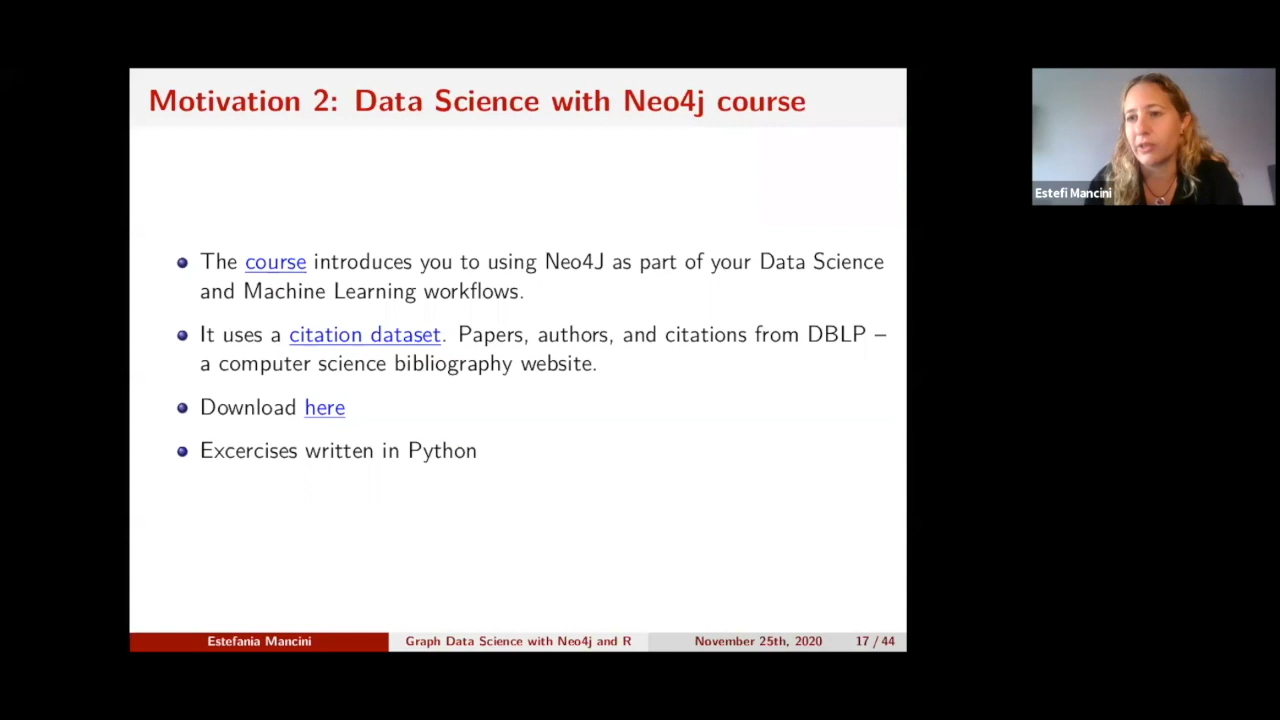 Motivation 2: Data Science with Neo4j course
The course introduces you to using Neo4J as part of your Data Science
and Machine Learning workflows.
It uses a citation dataset. Papers, authors, and citations from DBLP –
a computer science bibliography website.
Download here
Excercises written in Python
Estefania Mancini
Graph Data Science with Neo4j and R
November 25th, 2020
17 / 44
Estefi Mancini